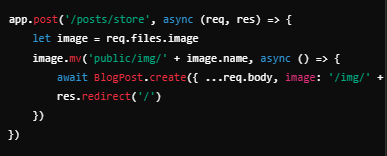 app.post('/posts/store', async (req, res) => {
let image = req.files.image
image.mv('public/img/' + image.name, async () => {
await BlogPost.create({ ...req.body, image: '/img/' +
res.redirect('/')
})
})